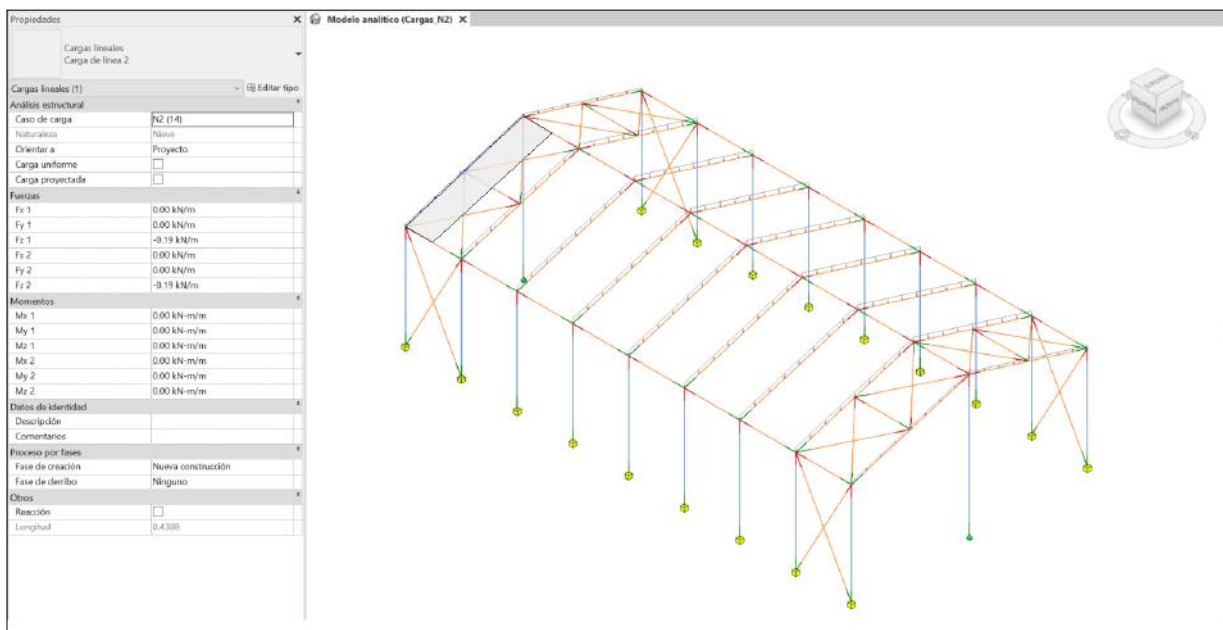 Propiedades
Modelo analítico (Cargas_N2)
Cargas lineales
Carga de línea 2
Cargas lineales (1)
Editar tipo
Análisis estructural
Caso de carga N2 (14)
Naturaleza Nieve
Orientar a Proyecto
Carga uniforme
Carga proyectada
Fuerzas
Fx 1 0.00 kN/m
Fy 1 0.00 kN/m
Fz 1 -0.19 kN/m
Fx 2 0.00 kN/m
Fy 2 0.00 kN/m
Fz 2 -0.19 kN/m
Momentos
Mx 1 0.00 kN-m/m
My 1 0.00 kN-m/m
Mz 1 0.00 kN-m/m
Mx 2 0.00 kN-m/m
My 2 0.00 kN-m/m
Mz 2 0.00 kN-m/m
Datos de identidad
Descripción
Comentarios
Proceso por fases
Fase de creación Nueva construcción
Fase de derribo Ninguno
Otros
Reacción
Longitud 8.4388